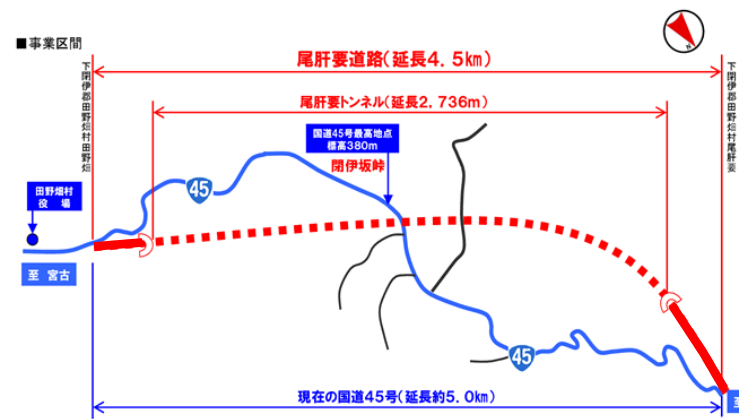 ■事業区間
尾肝要道路(延長4.5km)
尾肝要トンネル(延長2,736m)
下閉伊郡田野畑村田野畑
下閉伊郡田野畑村尾肝要
国道45号最高地点
標高380m
閉伊坂峠
45
田野畑村
役場
至 宮古
45
現在の国道45号(延長約5.0km)
至
N